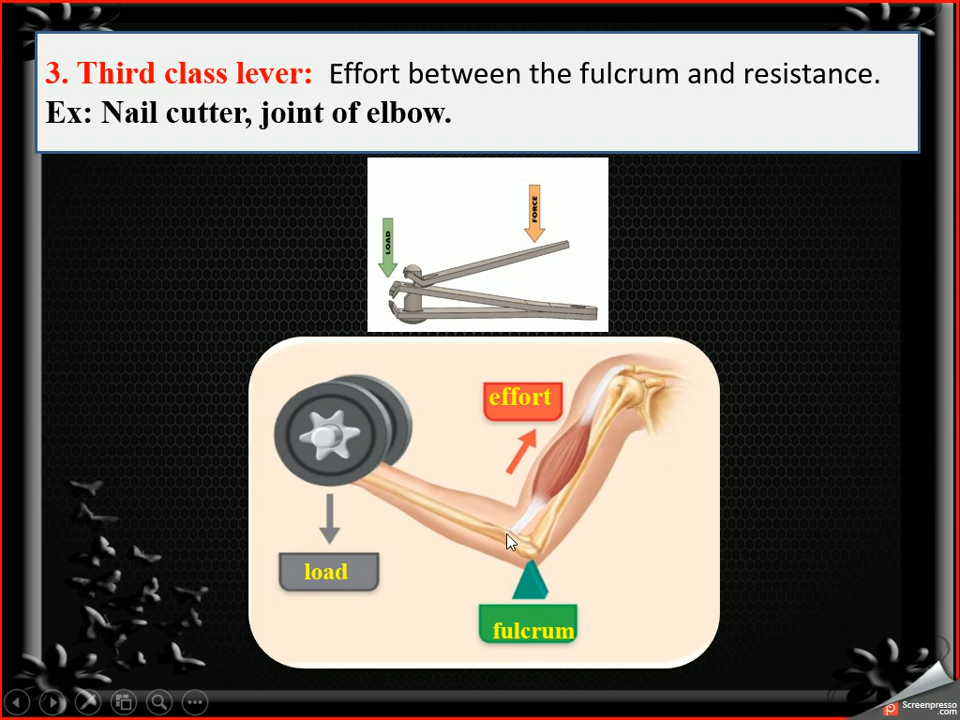 3. Third class lever: Effort between the fulcrum and resistance.
Ex: Nail cutter, joint of elbow.
FORCE
LOAD
effort
load
fulcrum
Screenpresso
.com